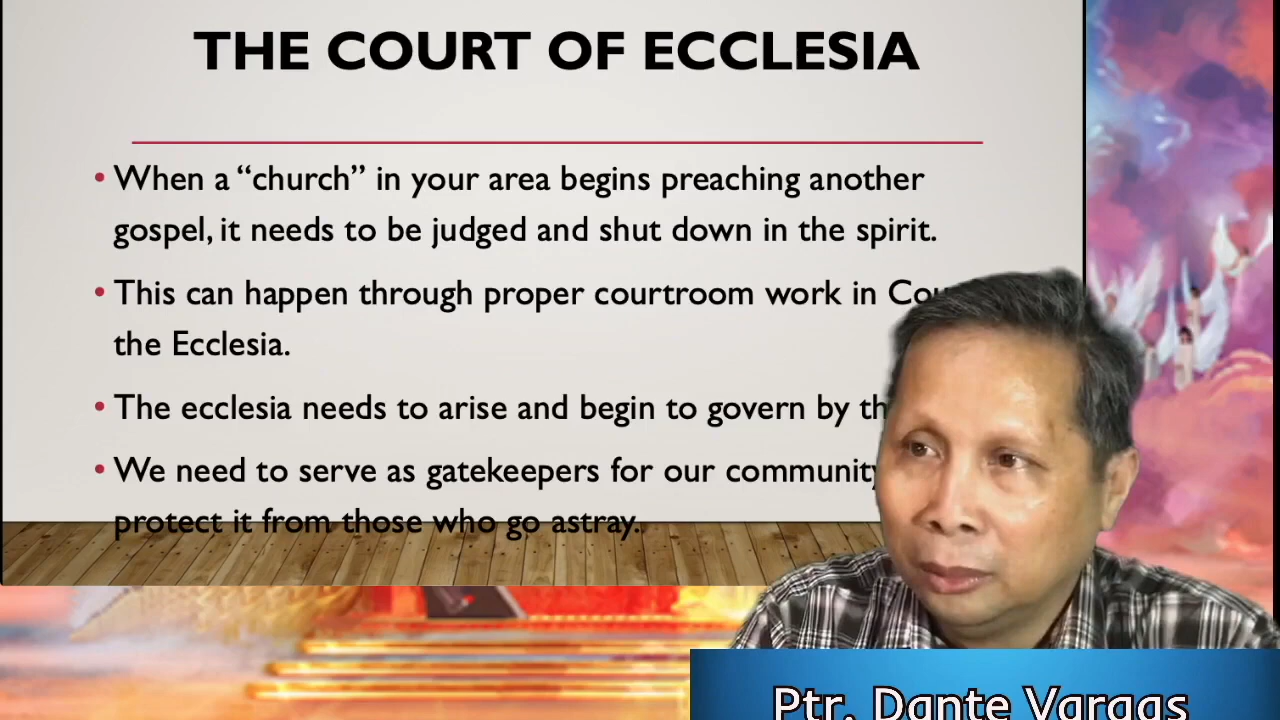 THE COURT OF ECCLESIA
• When a “church” in your area begins preaching another
gospel, it needs to be judged and shut down in the spirit.
• This can happen through proper courtroom work in
the Ecclesia.
• The ecclesia needs to arise and begin to govern by
• We need to serve as gatekeepers for our community
protect it from those who go astray.
Ptr. Dante Vargas